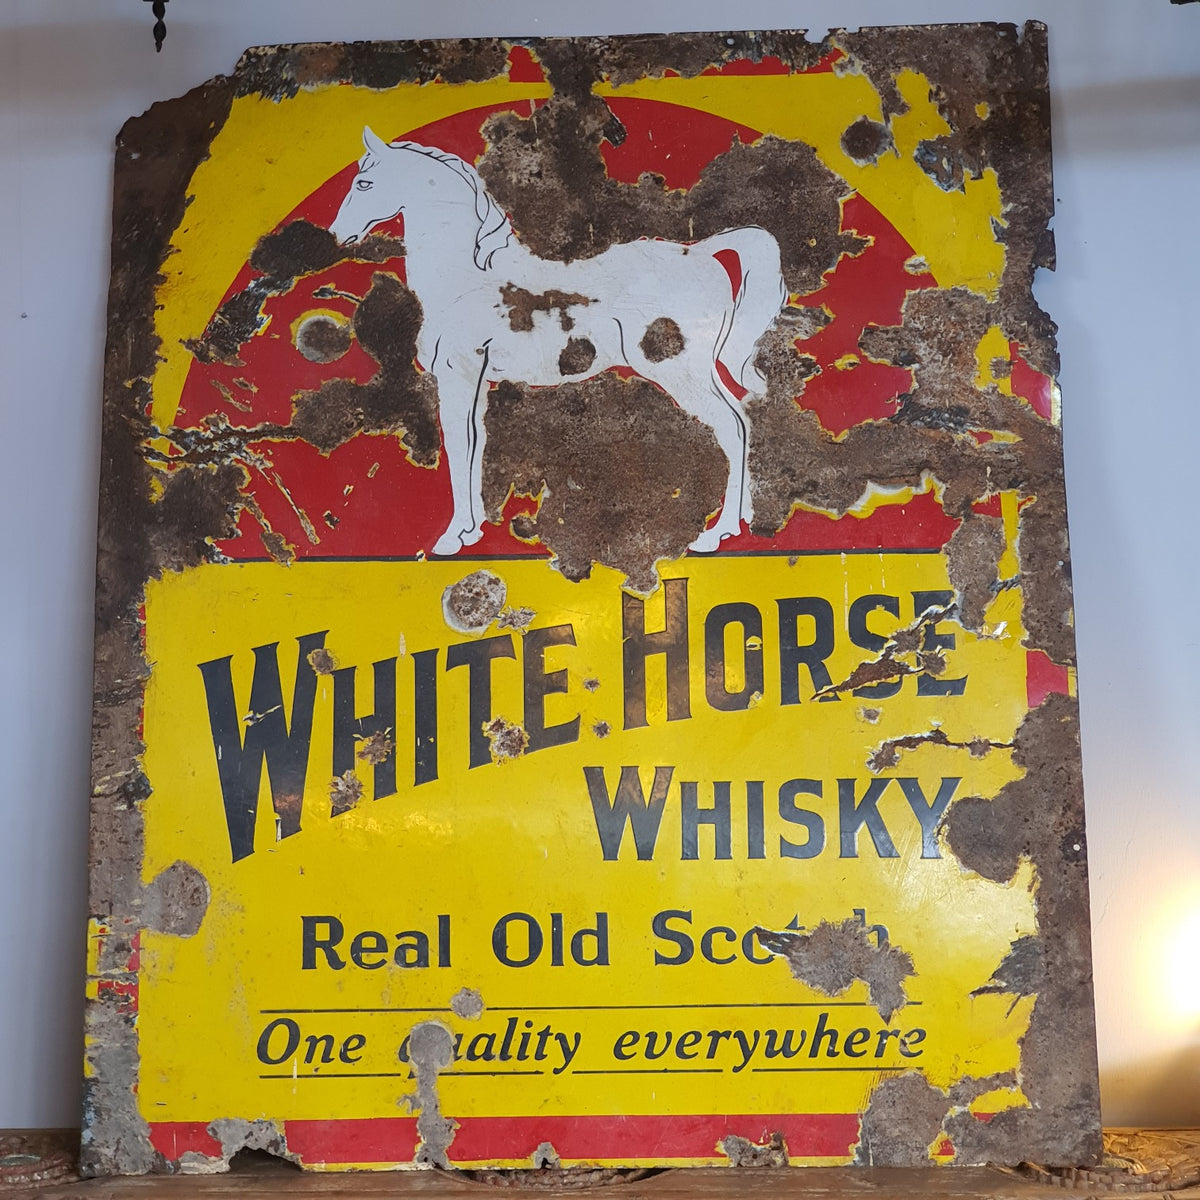 WHITE HORSE
WHISKY
Real Old Scotch
One quality everywhere